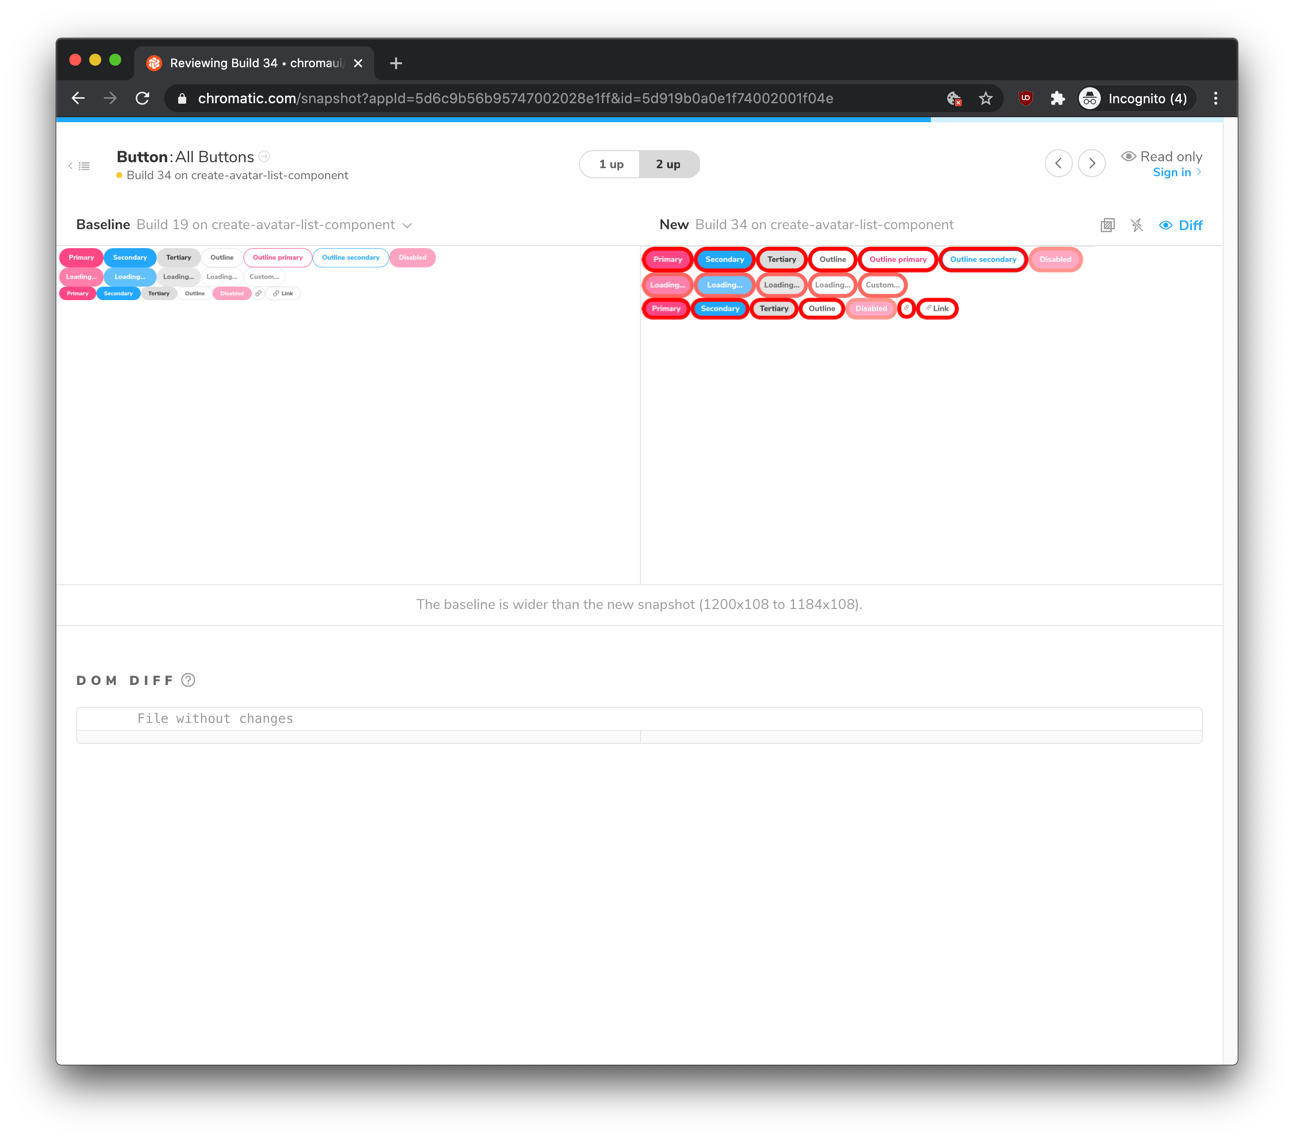 Reviewing Build 34 • chromaui
chromatic.com/snapshot?appId=5d6c9b56b95747002028e1ff&id=5d919b0a0e1f74002001f04e
Incognito (4)
Button: All Buttons
Build 34 on create-avatar-list-component
1 up 2 up
Read only
Sign in
Baseline Build 19 on create-avatar-list-component
New Build 34 on create-avatar-list-component
Diff
Primary Secondary Tertiary Outline Outline primary Outline secondary Disabled
Loading... Loading... Loading... Loading... Custom...
Primary Secondary Tertiary Outline Disabled Link
Primary Secondary Tertiary Outline Outline primary Outline secondary Disabled
Loading... Loading... Loading... Loading... Custom...
Primary Secondary Tertiary Outline Disabled Link
The baseline is wider than the new snapshot (1200x108 to 1184x108).
DOM DIFF
File without changes